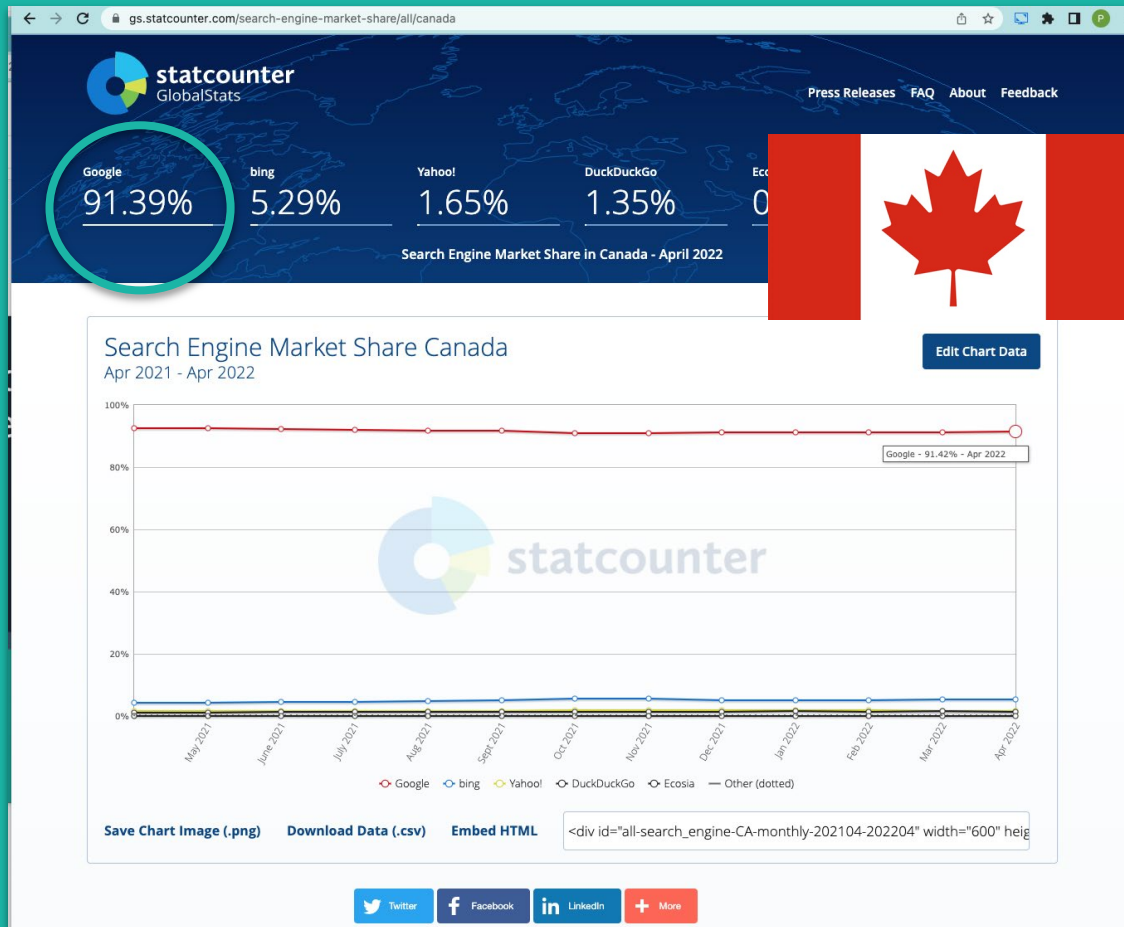 gs.statcounter.com/search-engine-market-share/all/canada
P
statcounter
GlobalStats
Press Releases FAQ About Feedback
Google bing Yahoo! DuckDuckGo
91.39% 5.29% 1.65% 1.35%
Search Engine Market Share in Canada - April 2022
Search Engine Market Share Canada
Edit Chart Data
Apr 2021 - Apr 2022
100%
Google - 91.42% - Apr 2022
80%
60%
statcounter
40%
20%
0%
May 2021 June 2021 July 2021 Aug 2021 Sept 2021 Oct 2021 Nov 2021 Dec 2021 Jan 2022 Feb 2022 Mar 2022 Apr 2022
Google bing Yahoo! DuckDuckGo Ecosia Other (dotted)
Save Chart Image (.png) Download Data (.csv) Embed HTML <div id="all-search_engine-CA-monthly-202104-202204" width="600" heig
Twitter Facebook LinkedIn More